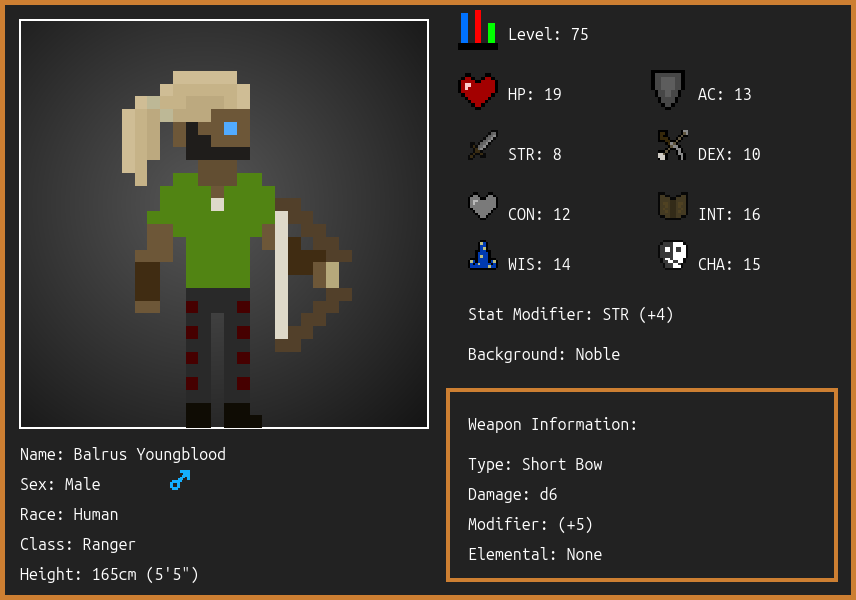 Level: 75
HP: 19
AC: 13
STR: 8
DEX: 10
CON: 12
INT: 16
WIS: 14
CHA: 15
Stat Modifier: STR (+4)
Background: Noble
Weapon Information:
Type: Short Bow
Damage: d6
Modifier: (+5)
Elemental: None
Name: Balrus Youngblood
Sex: Male
Race: Human
Class: Ranger
Height: 165cm (5'5")